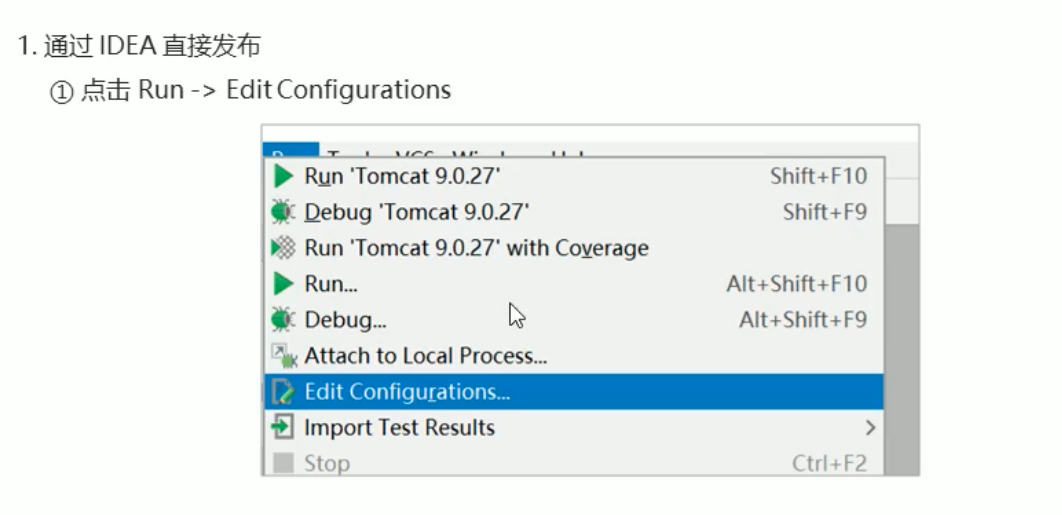 1. 通过 IDEA 直接发布
① 点击 Run -> Edit Configurations
Run 'Tomcat 9.0.27' Shift+F10
Debug 'Tomcat 9.0.27' Shift+F9
Run 'Tomcat 9.0.27' with Coverage
Run... Alt+Shift+F10
Debug... Alt+Shift+F9
Attach to Local Process...
Edit Configurations...
Import Test Results
Stop Ctrl+F2